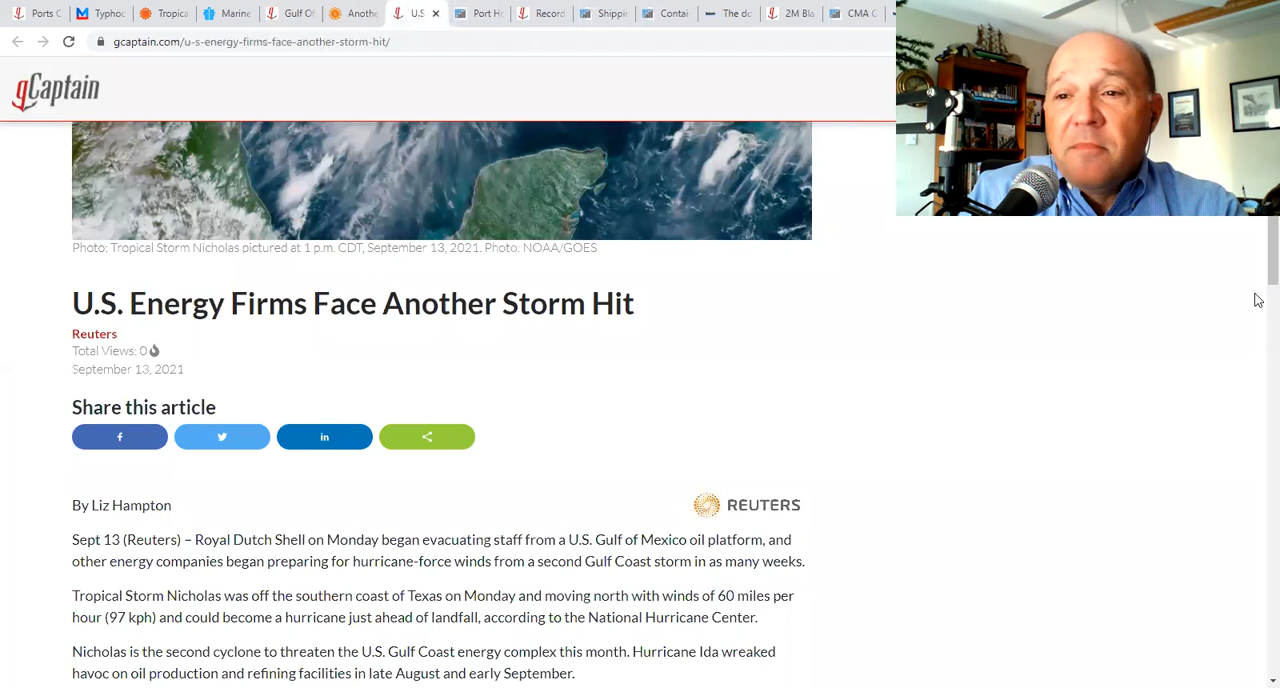 Ports C
Typhoc
Tropica
Marine
Gulf Of
Anothe
U.S
Port Ho
Record
Shippin
Contai
The do
2M Bla
CMA C
gcaptain.com/u-s-energy-firms-face-another-storm-hit/
gCaptain
Photo: Tropical Storm Nicholas pictured at 1 p.m. CDT, September 13, 2021. Photo: NOAA/GOES
U.S. Energy Firms Face Another Storm Hit
Reuters
Total Views: 0
September 13, 2021
Share this article
By Liz Hampton
REUTERS
Sept 13 (Reuters) – Royal Dutch Shell on Monday began evacuating staff from a U.S. Gulf of Mexico oil platform, and
other energy companies began preparing for hurricane-force winds from a second Gulf Coast storm in as many weeks.
Tropical Storm Nicholas was off the southern coast of Texas on Monday and moving north with winds of 60 miles per
hour (97 kph) and could become a hurricane just ahead of landfall, according to the National Hurricane Center.
Nicholas is the second cyclone to threaten the U.S. Gulf Coast energy complex this month. Hurricane Ida wreaked
havoc on oil production and refining facilities in late August and early September.